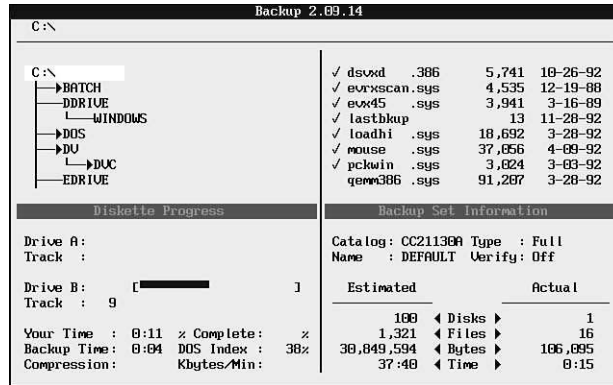 Backup 2.09.14
C:\
C:\
BATCH
DDRIVE
WINDOWS
DOS
DV
DVC
EDRIVE
√ dsvxd .386 5,741 10-26-92
√ evrxscan.sys 4,535 12-19-88
√ evx45 .sys 3,941 3-16-89
√ lastbkup 13 11-28-92
√ loadhi .sys 18,692 3-28-92
√ mouse .sys 37,056 4-09-92
√ pckwin .sys 3,024 3-03-92
qemm386 .sys 91,207 3-28-92
Diskette Progress
Drive A:
Track :
Drive B: [ ]
Track : 9
Your Time : 0:11 % Complete: %
Backup Time: 0:04 DOS Index : 38%
Compression: Kbytes/Min:
Backup Set Information
Catalog: CC21130A Type : Full
Name : DEFAULT Verify: Off
Estimated Actual
100 ◀ Disks ▶ 1
1,321 ◀ Files ▶ 16
30,849,594 ◀ Bytes ▶ 106,095
37:40 ◀ Time ▶ 0:15